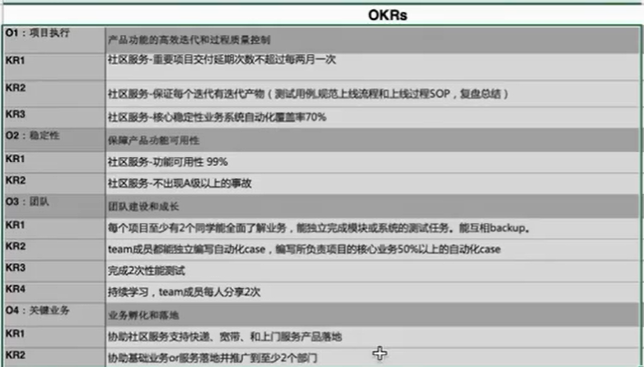 OKRs
O1：项目执行 产品功能的高效迭代和过程质量控制
KR1 社区服务-重要项目交付延期次数不超过每两月一次
KR2 社区服务-保证每个迭代有迭代产物（测试用例,规范上线流程和上线过程SOP，复盘总结）
KR3 社区服务-核心稳定性业务系统自动化覆盖率70%
O2：稳定性 保障产品功能可用性
KR1 社区服务-功能可用性 99%
KR2 社区服务-不出现A级以上的事故
O3：团队 团队建设和成长
KR1 每个项目至少有2个同学能全面了解业务，能独立完成模块或系统的测试任务。能互相backup。
KR2 team成员都能独立编写自动化case，编写所负责项目的核心业务50%以上的自动化case
KR3 完成2次性能测试
KR4 持续学习，team成员每人分享2次
O4：关键业务 业务孵化和落地
KR1 协助社区服务支持快递、宽带、和上门服务产品落地
KR2 协助基础业务or服务落地并推广到至少2个部门